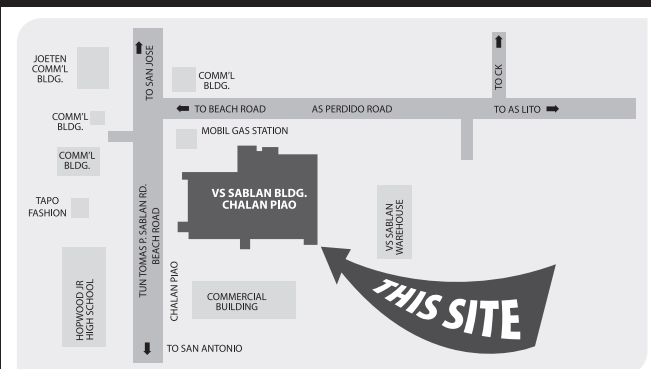 JOETEN
COMM'L
BLDG.
TO SAN JOSE
COMM'L
BLDG.
TO CK
TO BEACH ROAD
AS PERDIDO ROAD
TO AS LITO
COMM'L
BLDG.
MOBIL GAS STATION
COMM'L
BLDG.
VS SABLAN BLDG.
CHALAN PIAO
TAPO
FASHION
TUN TOMAS P. SABLAN RD.
BEACH ROAD
VS SABLAN
WAREHOUSE
HOPWOOD JR
HIGH SCHOOL
CHALAN PIAO
COMMERCIAL
BUILDING
THIS SITE
TO SAN ANTONIO